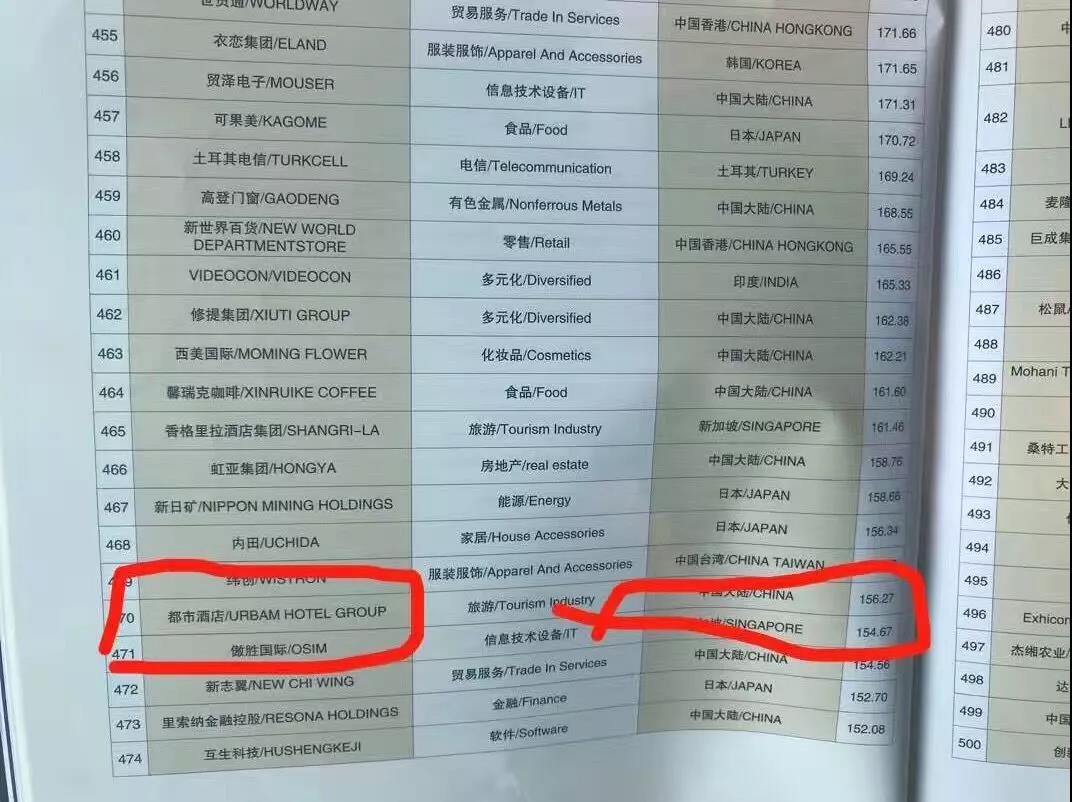 世贸通/WORLDWAY 贸易服务/Trade In Services 中国香港/CHINA HONGKONG 171.66
455 衣恋集团/ELAND 服装服饰/Apparel And Accessories 韩国/KOREA 171.65
456 贸泽电子/MOUSER 信息技术设备/IT 中国大陆/CHINA 171.31
457 可果美/KAGOME 食品/Food 日本/JAPAN 170.72
458 土耳其电信/TURKCELL 电信/Telecommunication 土耳其/TURKEY 169.24
459 高登门窗/GAODENG 有色金属/Nonferrous Metals 中国大陆/CHINA 168.55
460 新世界百货/NEW WORLD
DEPARTMENTSTORE 零售/Retail 中国香港/CHINA HONGKONG 165.55
461 VIDEOCON/VIDEOCON 多元化/Diversified 印度/INDIA 165.33
462 修提集团/XIUTI GROUP 多元化/Diversified 中国大陆/CHINA 162.38
463 西美国际/MOMING FLOWER 化妆品/Cosmetics 中国大陆/CHINA 162.21
464 馨瑞克咖啡/XINRUIKE COFFEE 食品/Food 中国大陆/CHINA 161.60
465 香格里拉酒店集团/SHANGRI-LA 旅游/Tourism Industry 新加坡/SINGAPORE 161.46
466 虹亚集团/HONGYA 房地产/real estate 中国大陆/CHINA 158.76
467 新日矿/NIPPON MINING HOLDINGS 能源/Energy 日本/JAPAN 158.66
468 内田/UCHIDA 家居/House Accessories 日本/JAPAN 156.34
469 纬创/WISTRON 服装服饰/Apparel And Accessories 中国台湾/CHINA TAIWAN
70 都市酒店/URBAM HOTEL GROUP 旅游/Tourism Industry 中国大陆/CHINA 156.27
471 傲胜国际/OSIM 信息技术设备/IT 坡/SINGAPORE 154.67
472 新志翼/NEW CHI WING 贸易服务/Trade In Services 中国大陆/CHINA 154.56
473 里索纳金融控股/RESONA HOLDINGS 金融/Finance 日本/JAPAN 152.70
474 互生科技/HUSHENGKEJI 软件/Software 中国大陆/CHINA 152.08
480
481
482
483
484 麦隆
485 巨成集
486
487 松鼠/
488
489 Mohani T
490
491 桑特工
492 大
493
494
495
496 Exhicon
497 杰缃农业/
498 达
499 中国
500 创